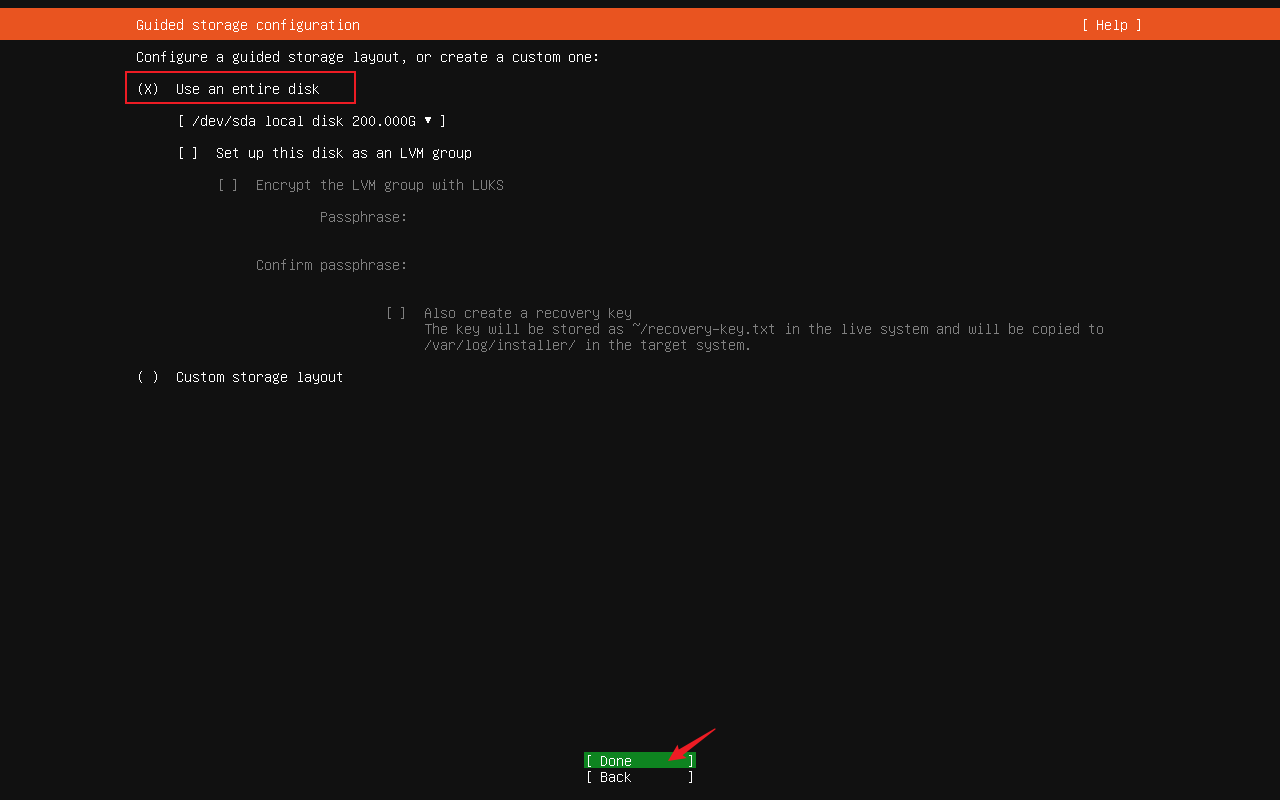 Guided storage configuration [ Help ]
Configure a guided storage layout, or create a custom one:
(X) Use an entire disk
[ /dev/sda local disk 200.000G ▼ ]
[ ] Set up this disk as an LVM group
[ ] Encrypt the LVM group with LUKS
Passphrase:
Confirm passphrase:
[ ] Also create a recovery key
The key will be stored as ~/recovery-key.txt in the live system and will be copied to
/var/log/installer/ in the target system.
( ) Custom storage layout
[ Done ]
[ Back ]